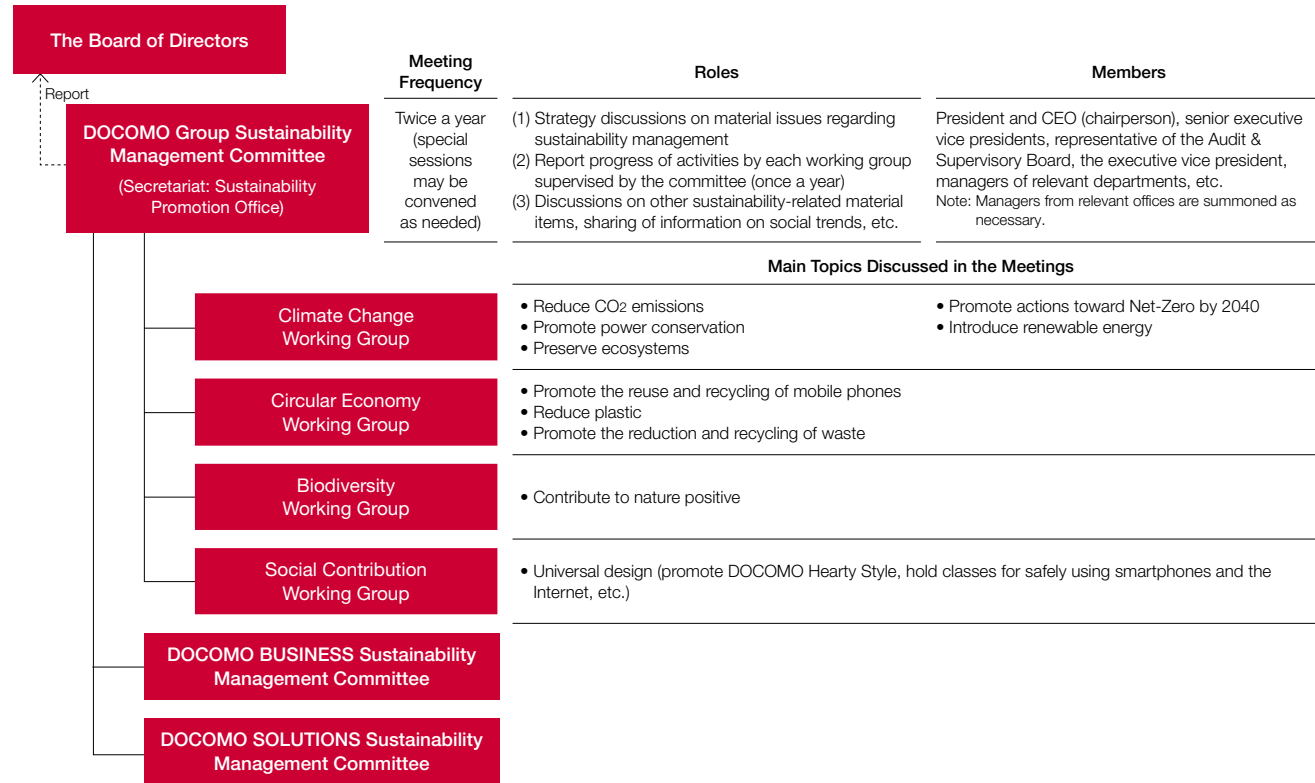 The Board of Directors
Report
DOCOMO Group Sustainability
Management Committee
(Secretariat: Sustainability
Promotion Office)
Meeting
Frequency
Twice a year
(special
sessions
may be
convened
as needed)
Roles
(1) Strategy discussions on material issues regarding
sustainability management
(2) Report progress of activities by each working group
supervised by the committee (once a year)
(3) Discussions on other sustainability-related material
items, sharing of information on social trends, etc.
Members
President and CEO (chairperson), senior executive
vice presidents, representative of the Audit &
Supervisory Board, the executive vice president,
managers of relevant departments, etc.
Note: Managers from relevant offices are summoned as
necessary.
Main Topics Discussed in the Meetings
Climate Change
Working Group
• Reduce CO2 emissions
• Promote power conservation
• Preserve ecosystems
• Promote actions toward Net-Zero by 2040
• Introduce renewable energy
Circular Economy
Working Group
• Promote the reuse and recycling of mobile phones
• Reduce plastic
• Promote the reduction and recycling of waste
Biodiversity
Working Group
• Contribute to nature positive
Social Contribution
Working Group
• Universal design (promote DOCOMO Hearty Style, hold classes for safely using smartphones and the
Internet, etc.)
DOCOMO BUSINESS Sustainability
Management Committee
DOCOMO SOLUTIONS Sustainability
Management Committee